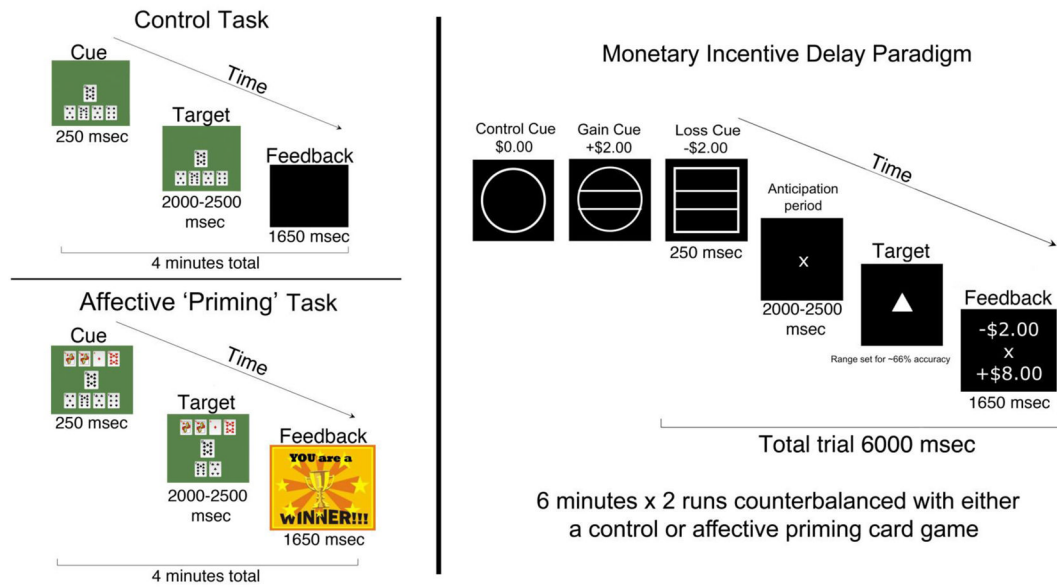 Control Task
Cue
Time
250 msec
Target
2000-2500
msec
Feedback
1650 msec
4 minutes total
Affective ‘Priming’ Task
Cue
Time
250 msec
Target
2000-2500
msec
Feedback
YOU are a
WINNER!!!
1650 msec
4 minutes total
Monetary Incentive Delay Paradigm
Control Cue
$0.00
Gain Cue
+$2.00
Loss Cue
-$2.00
250 msec
Time
Anticipation
period
x
2000-2500
msec
Target
Range set for ~66% accuracy
Feedback
-$2.00
x
+$8.00
1650 msec
Total trial 6000 msec
6 minutes x 2 runs counterbalanced with either
a control or affective priming card game